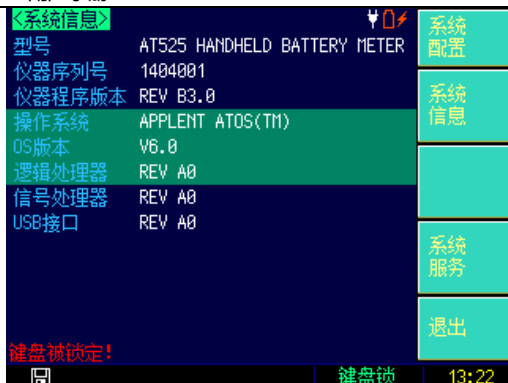 <系统信息>
型号 AT525 HANDHELD BATTERY METER
仪器序列号 1404001
仪器程序版本 REV B3.0
操作系统 APPLENT ATOS(TM)
OS版本 V6.0
逻辑处理器 REV A0
信号处理器 REV A0
USB接口 REV A0
键盘被锁定!
键盘锁 13:22
系统
配置
系统
信息
系统
服务
退出